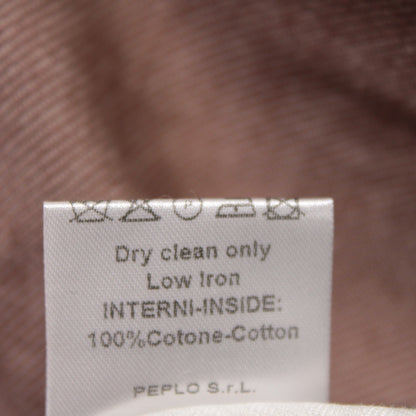 Dry clean only
Low Iron
INTERNI-INSIDE:
100%Cotone-Cotton
PEPLO S.r.L.